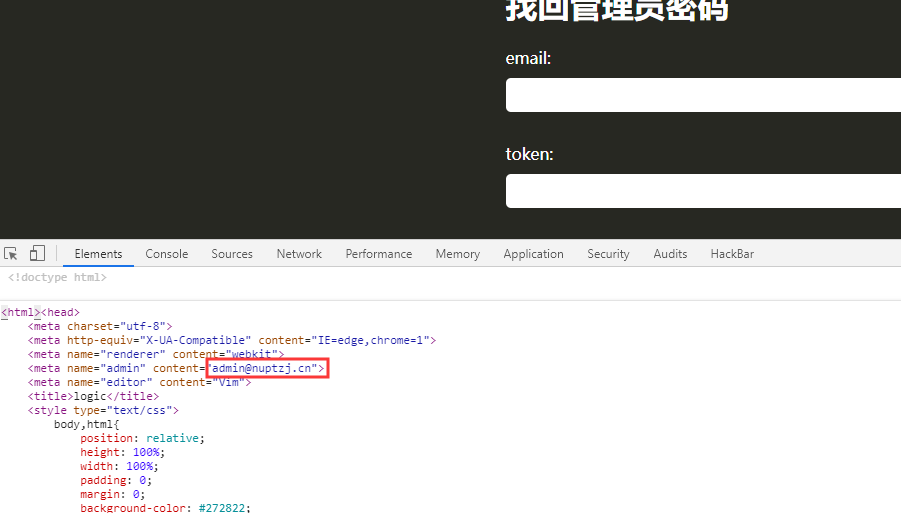 找回管理员密码
email:
token:
Elements Console Sources Network Performance Memory Application Security Audits HackBar
<!doctype html>
<html><head>
<meta charset="utf-8">
<meta http-equiv="X-UA-Compatible" content="IE=edge,chrome=1">
<meta name="renderer" content="webkit">
<meta name="admin" content="admin@nuptzj.cn">
<meta name="editor" content="Vim">
<title>logic</title>
<style type="text/css">
body,html{
position: relative;
height: 100%;
width: 100%;
padding: 0;
margin: 0;
background-color: #272822;